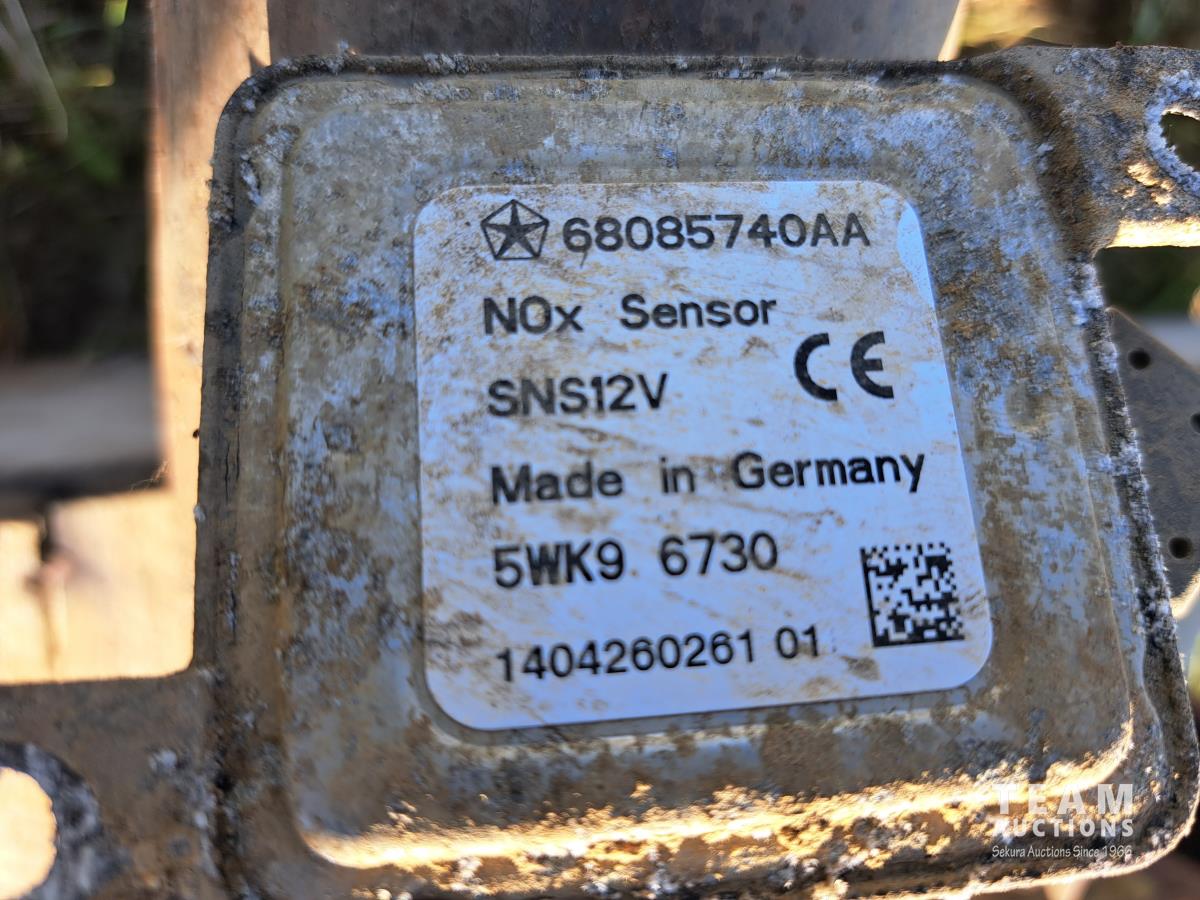 68085740AA
NOx Sensor
SNS12V CE
Made in Germany
5WK9 6730
1404260261 01
TEAM
AUCTIONS
Sekura Auctions Since 1966